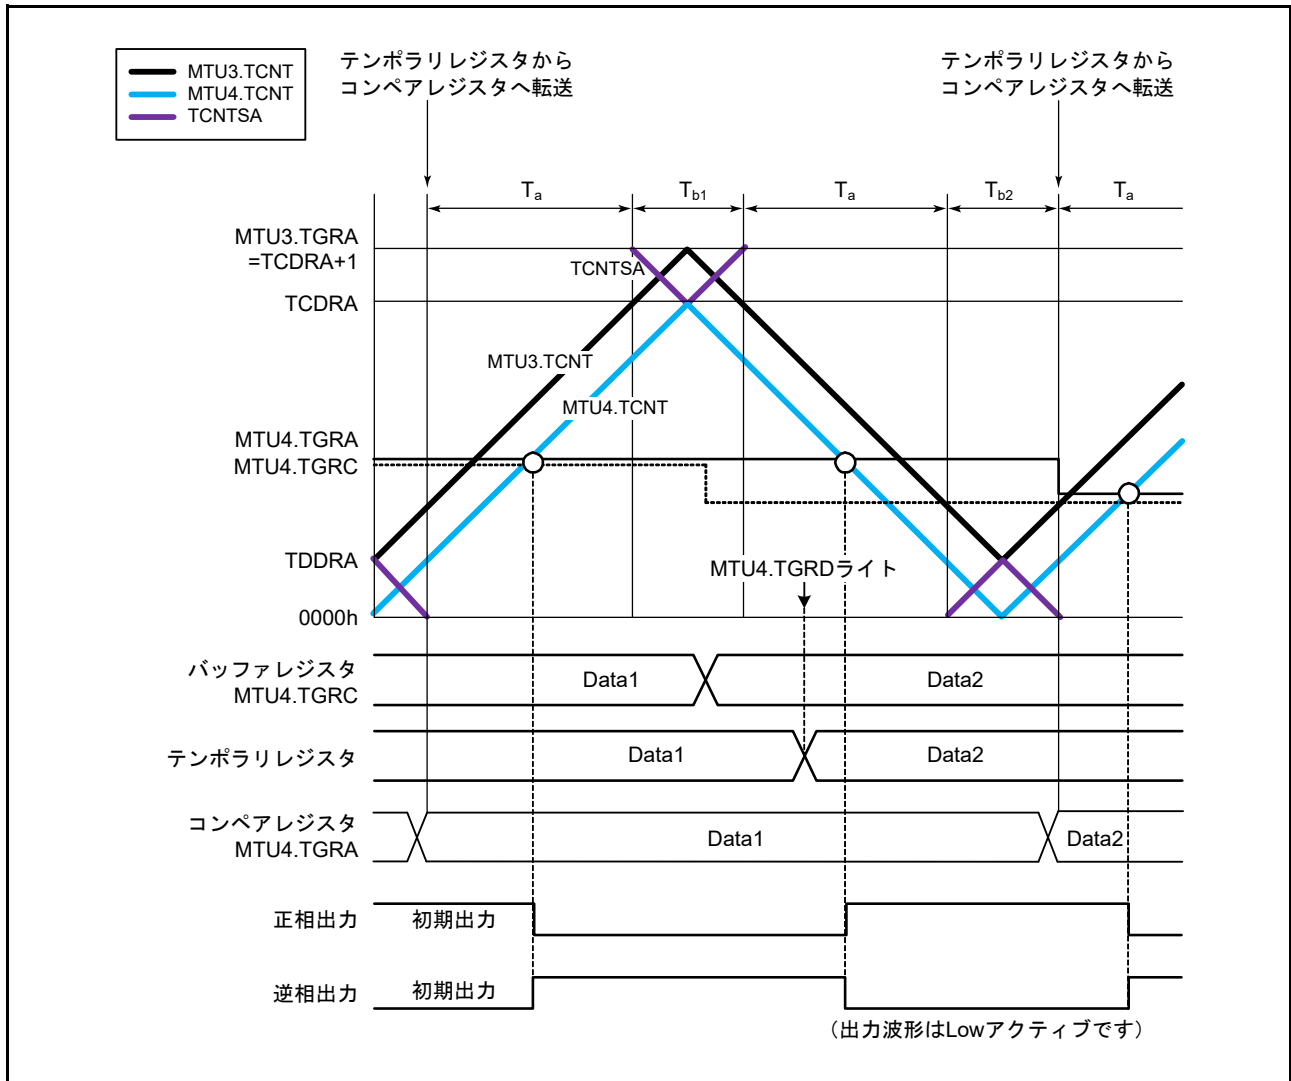 MTU3.TCNT
MTU4.TCNT
TCNTSA
テンポラリレジスタから
コンペアレジスタへ転送
テンポラリレジスタから
コンペアレジスタへ転送
Ta
Tb1
Ta
Tb2
Ta
MTU3.TGRA
=TCDRA+1
TCNTSA
TCDRA
MTU3.TCNT
MTU4.TCNT
MTU4.TGRA
MTU4.TGRC
TDDRA
MTU4.TGRDライト
0000h
バッファレジスタ
MTU4.TGRC
Data1
Data2
テンポラリレジスタ
Data1
Data2
コンペアレジスタ
MTU4.TGRA
Data1
Data2
正相出力
初期出力
逆相出力
初期出力
（出力波形はLowアクティブです）